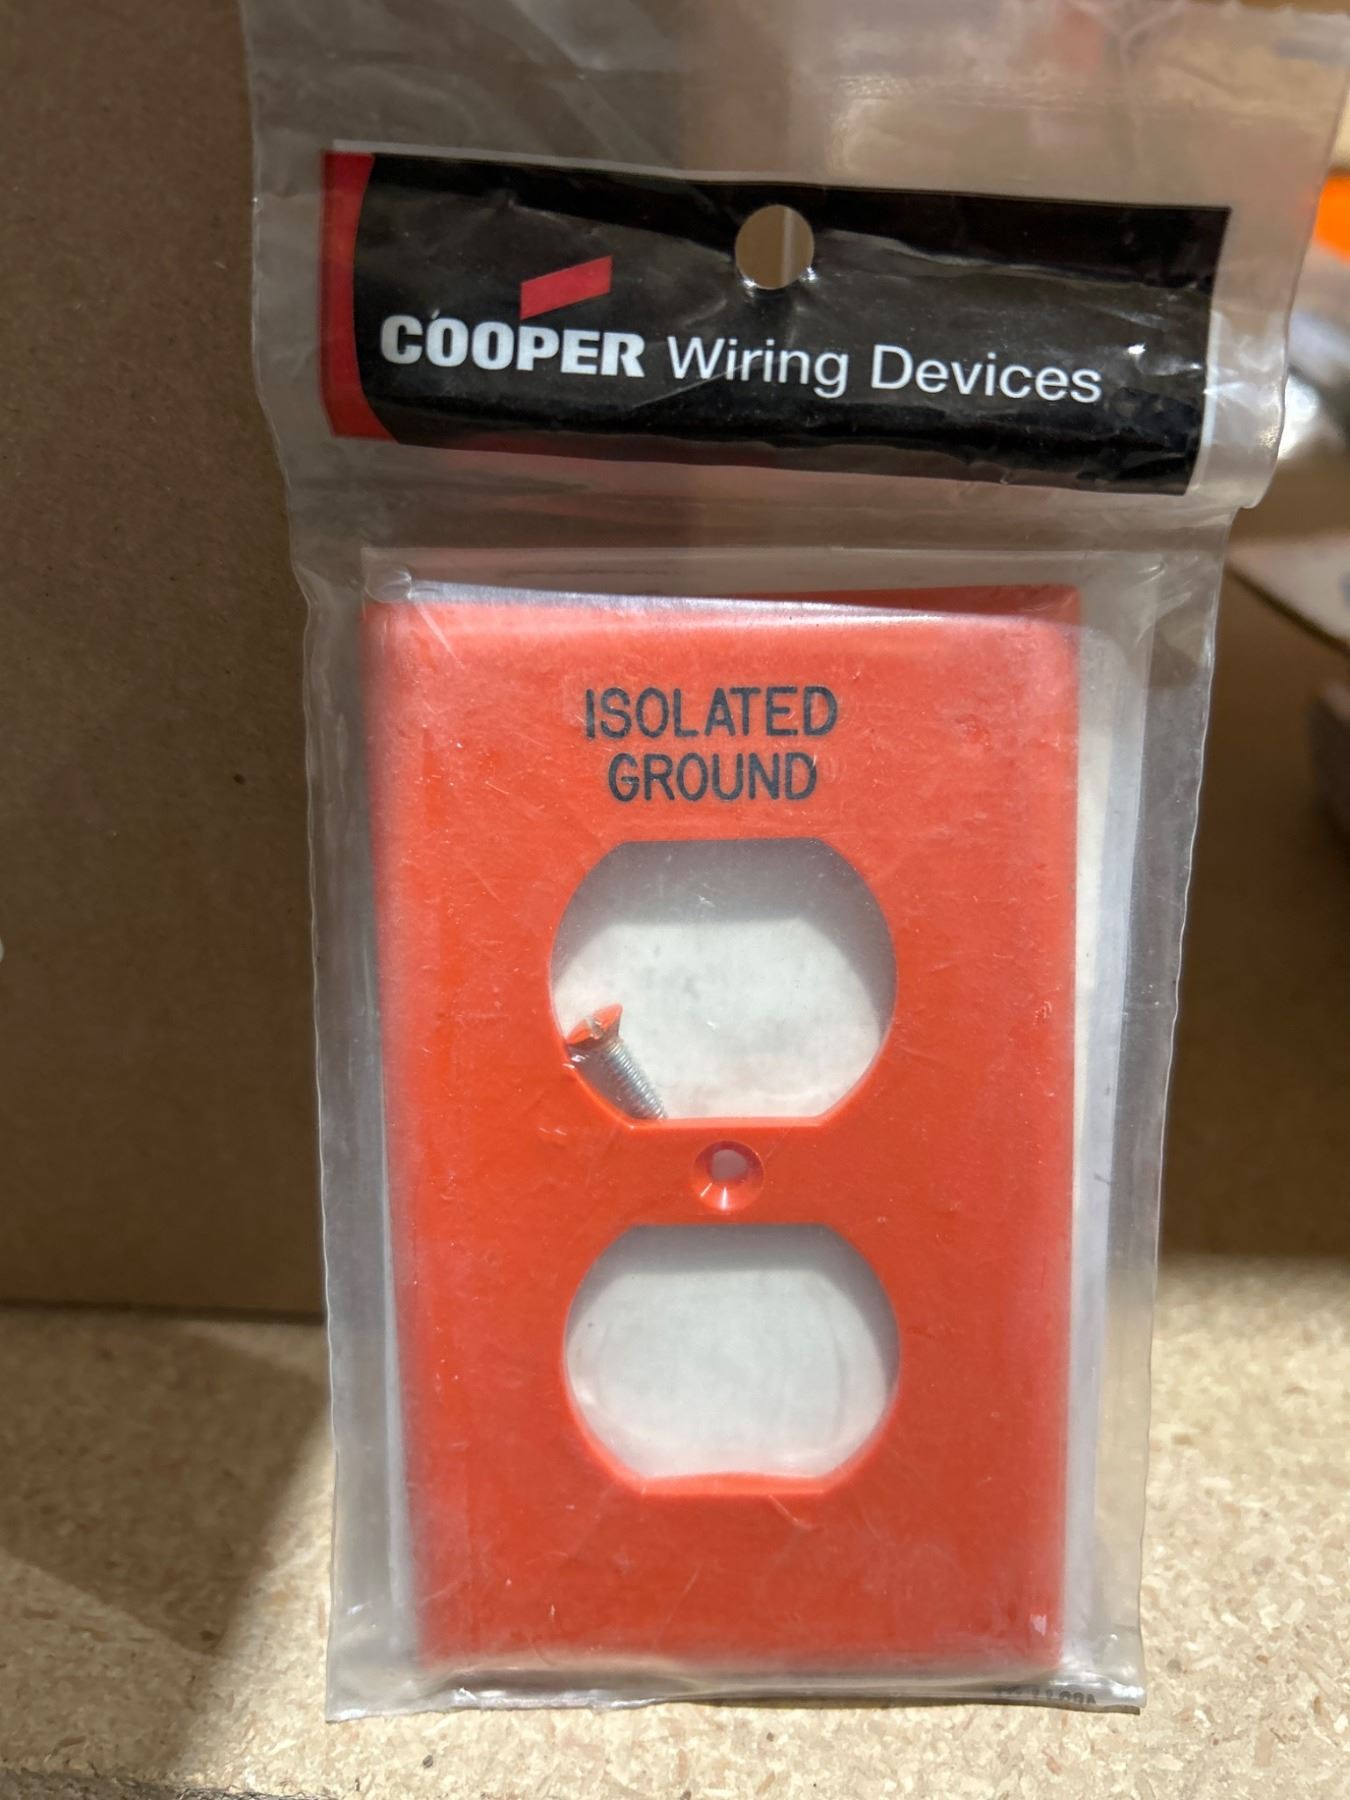 COOPER Wiring Devices
ISOLATED
GROUND